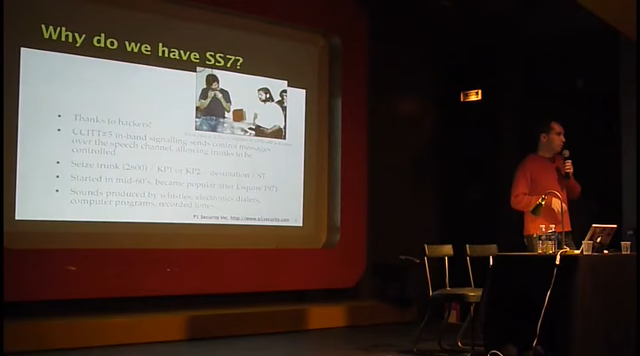 Why do we have SS7?
Thanks to hackers!
CCITT#5 in-band signalling sends control messages
over the speech channel, allowing trunks to be
controlled
Seize trunk (2600) / KP1 or KP2 / destination / ST
Started in mid-60's, became popular after Esquire 1971
Sounds produced by whistles, electronics dialers,
computer programs, recorded tones
P1 Security Inc, http://www.p1security.com